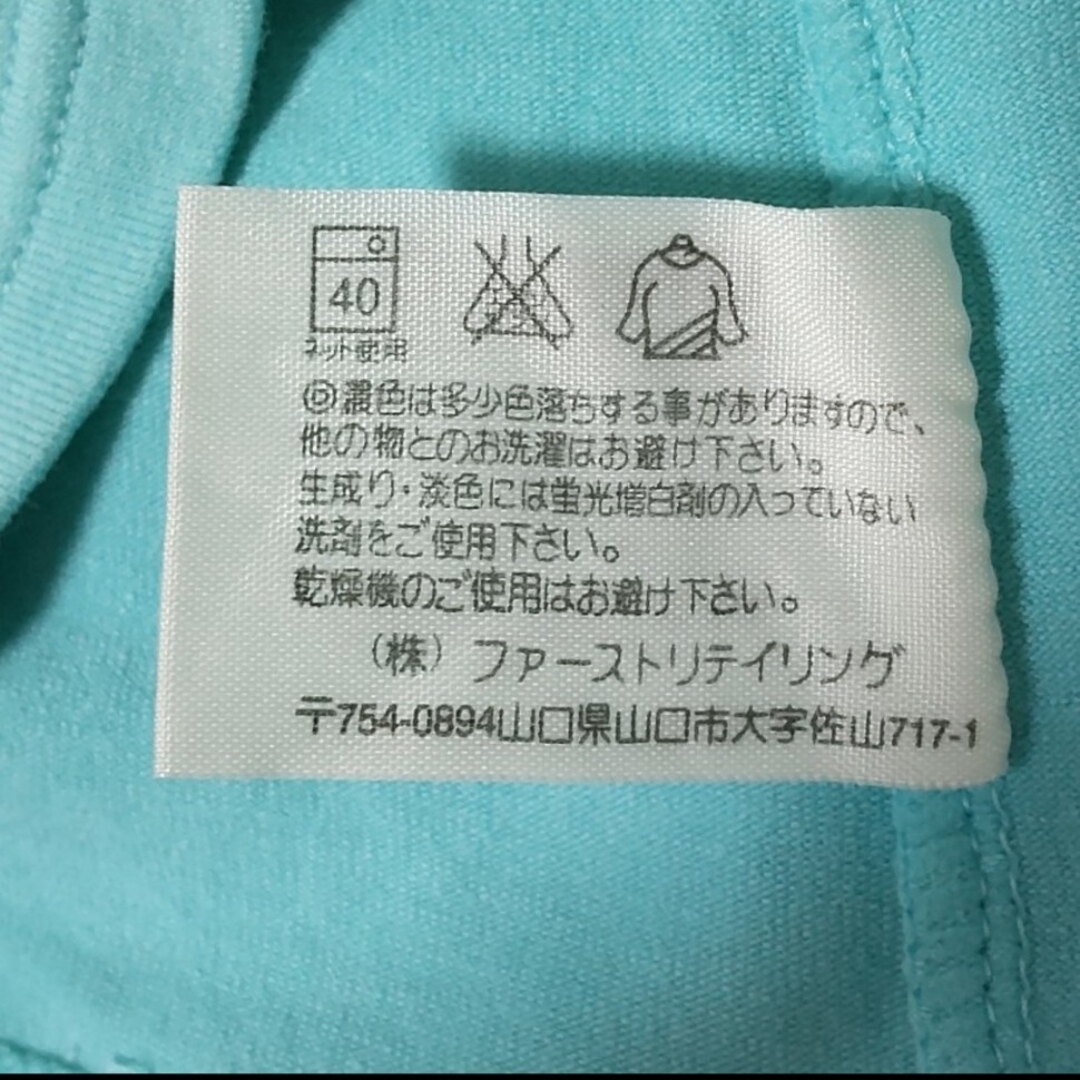 40
ネット使用
◎濃色は多少色落ちする事がありますので、
他の物とのお洗濯はお避け下さい。
生成り・淡色には蛍光増白剤の入っていない
洗剤をご使用下さい。
乾燥機のご使用はお避け下さい。
(株)ファーストリテイリング
〒754-0894山口県山口市大字佐山717-1